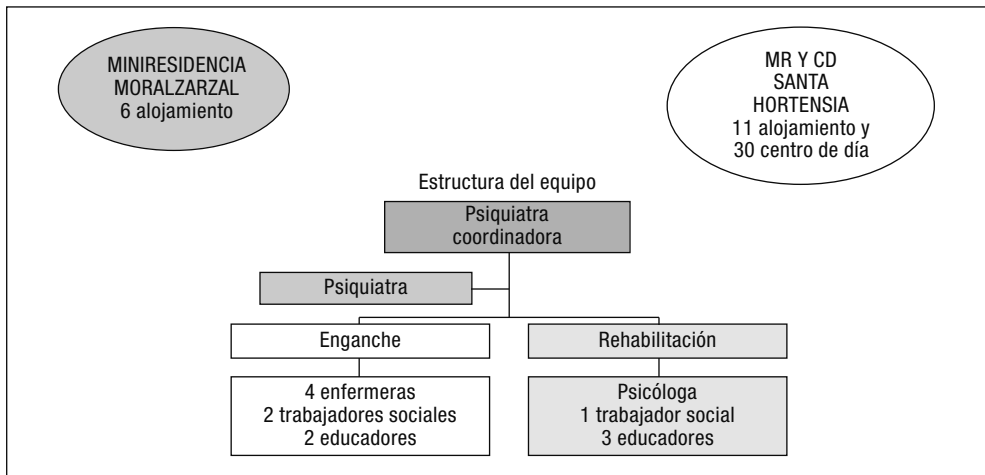 MINIRESIDENCIA
MORALZARZAL
6 alojamiento
MR Y CD
SANTA
HORTENSIA
11 alojamiento y
30 centro de día
Estructura del equipo
Psiquiatra
coordinadora
Psiquiatra
Enganche
Rehabilitación
4 enfermeras
2 trabajadores sociales
2 educadores
Psicóloga
1 trabajador social
3 educadores